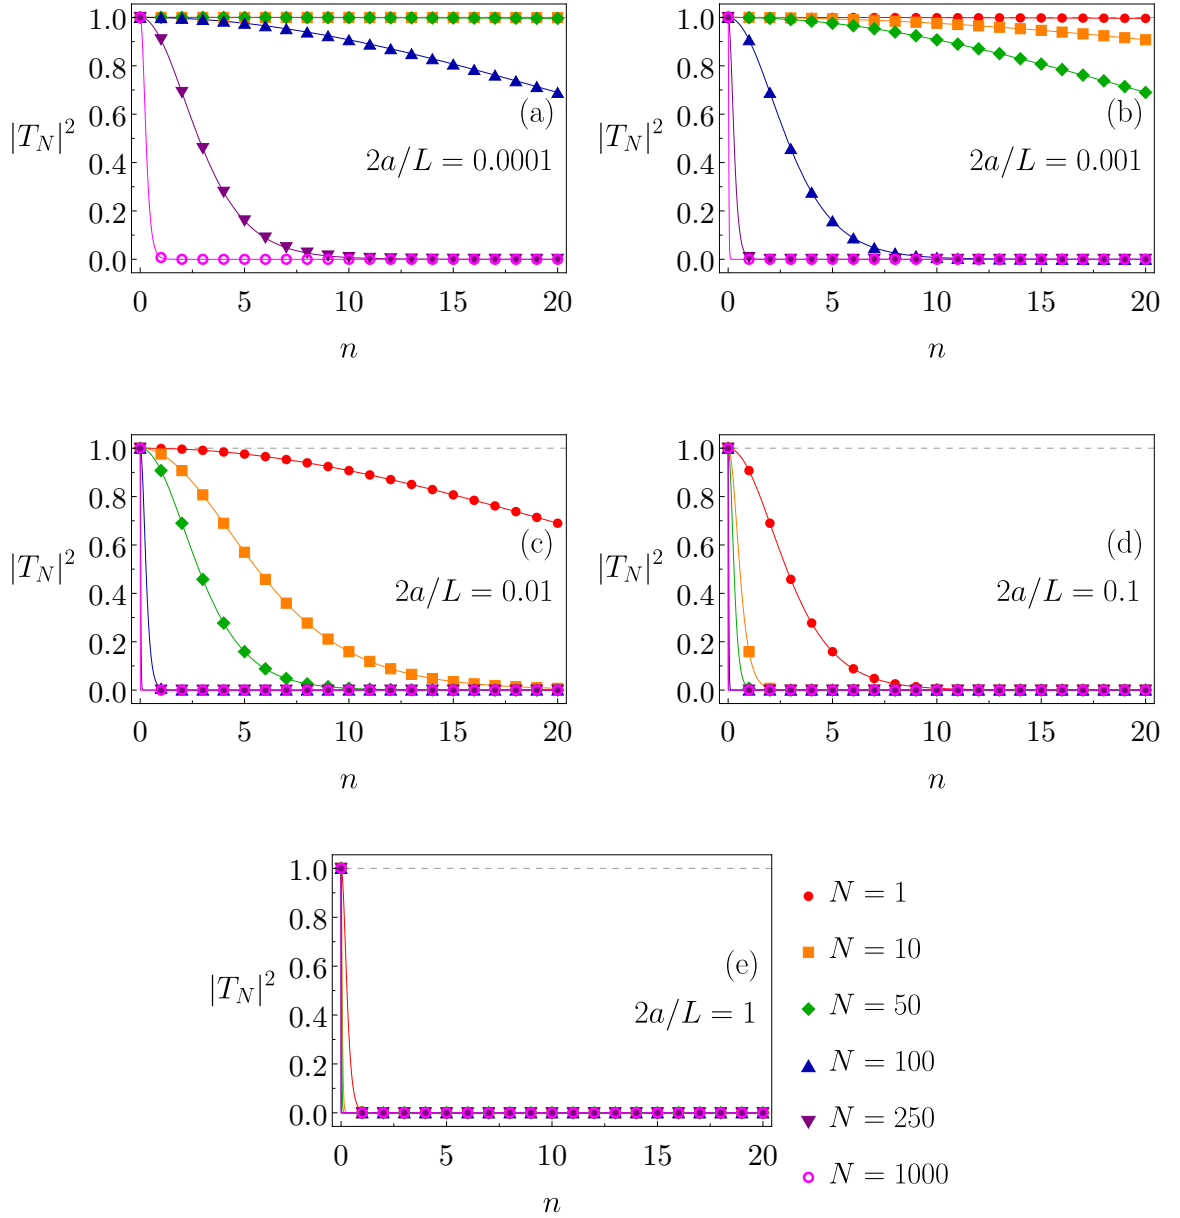 1.0
0.8
0.6
0.4
0.2
0.0
|T_N|^2
(a)
2a/L = 0.0001
0 5 10 15 20
n
1.0
0.8
0.6
0.4
0.2
0.0
|T_N|^2
(b)
2a/L = 0.001
0 5 10 15 20
n
1.0
0.8
0.6
0.4
0.2
0.0
|T_N|^2
(c)
2a/L = 0.01
0 5 10 15 20
n
1.0
0.8
0.6
0.4
0.2
0.0
|T_N|^2
(d)
2a/L = 0.1
0 5 10 15 20
n
1.0
0.8
0.6
0.4
0.2
0.0
|T_N|^2
(e)
2a/L = 1
0 5 10 15 20
n
N = 1
N = 10
N = 50
N = 100
N = 250
N = 1000